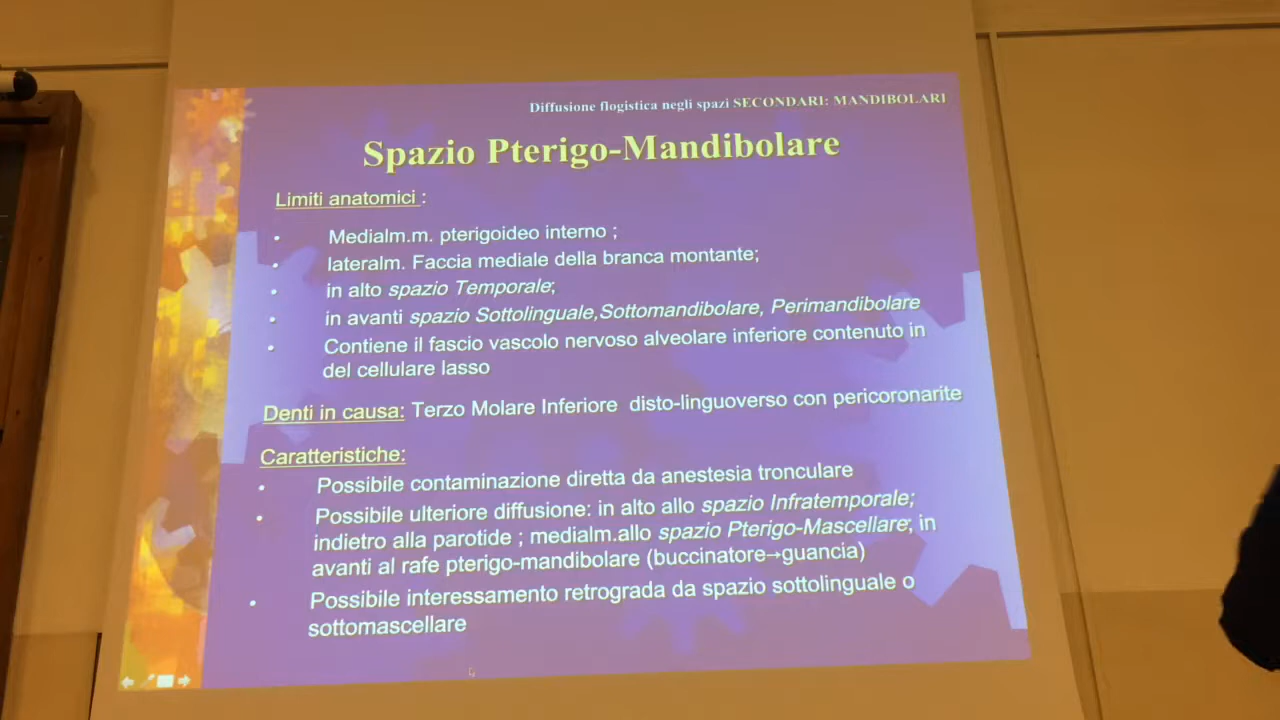 Diffusione flogistica negli spazi SECONDARI: MANDIBOLARI
Spazio Pterigo-Mandibolare
Limiti anatomici :
• Medialm.m. pterigoideo interno ;
• lateralm. Faccia mediale della branca montante;
• in alto spazio Temporale;
• in avanti spazio Sottolinguale,Sottomandibolare, Perimandibolare
• Contiene il fascio vascolo nervoso alveolare inferiore contenuto in
del cellulare lasso
Denti in causa: Terzo Molare Inferiore disto-linguoverso con pericoronarite
Caratteristiche:
• Possibile contaminazione diretta da anestesia tronculare
• Possibile ulteriore diffusione: in alto allo spazio Infratemporale;
indietro alla parotide ; medialm.allo spazio Pterigo-Mascellare; in
avanti al rafe pterigo-mandibolare (buccinatore→guancia)
• Possibile interessamento retrograda da spazio sottolinguale o
sottomascellare